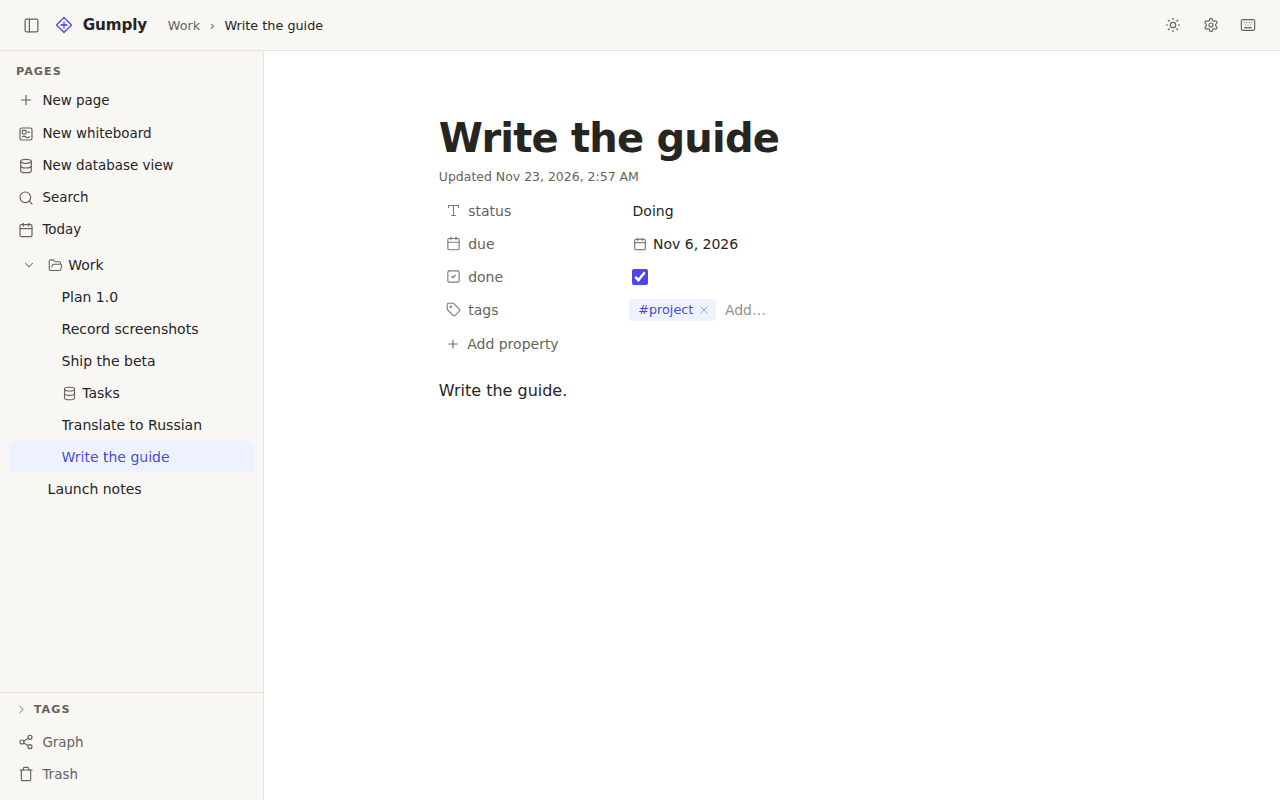 Gumply Work › Write the guide
PAGES
New page
New whiteboard
New database view
Search
Today
Work
Plan 1.0
Record screenshots
Ship the beta
Tasks
Translate to Russian
Write the guide
Launch notes
TAGS
Graph
Trash
Write the guide
Updated Nov 23, 2026, 2:57 AM
status Doing
due Nov 6, 2026
done
tags #project Add…
Add property
Write the guide.